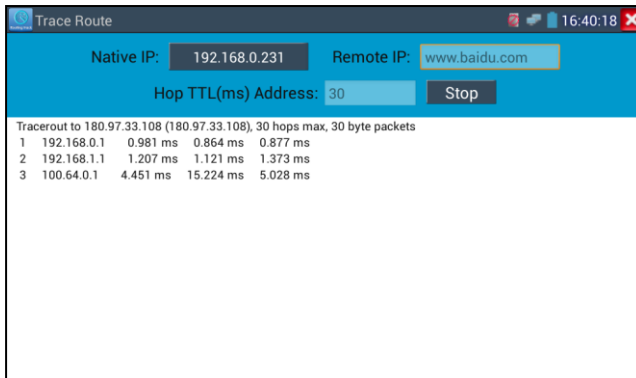 Trace Route 16:40:18
Native IP: 192.168.0.231 Remote IP: www.baidu.com
Hop TTL(ms) Address: 30 Stop
Tracerout to 180.97.33.108 (180.97.33.108), 30 hops max, 30 byte packets
1 192.168.0.1 0.981 ms 0.864 ms 0.877 ms
2 192.168.1.1 1.207 ms 1.121 ms 1.373 ms
3 100.64.0.1 4.451 ms 15.224 ms 5.028 ms